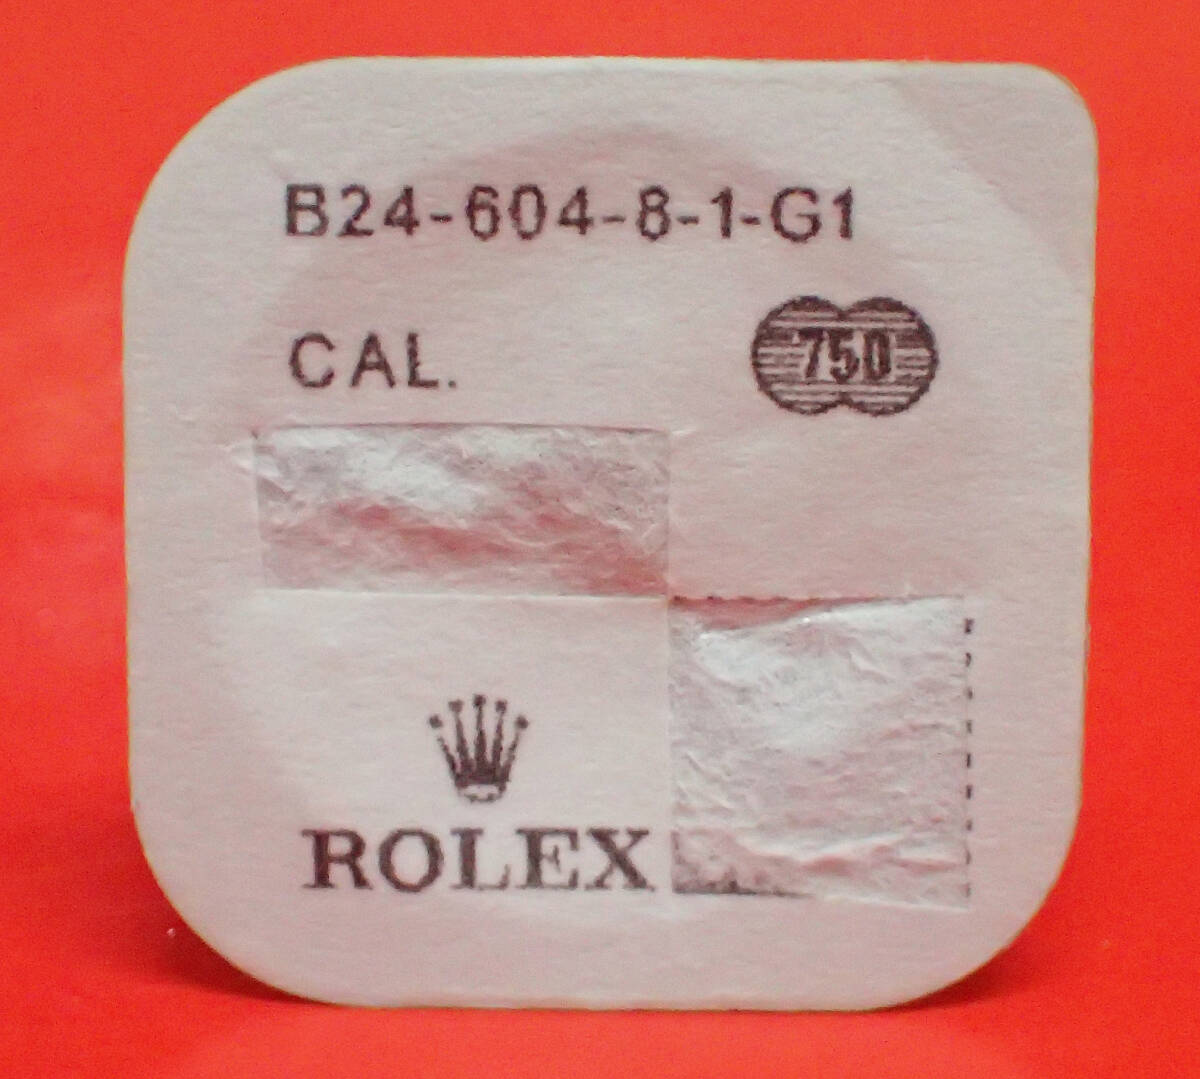 B24-604-8-1-G1
CAL.
750
ROLEX